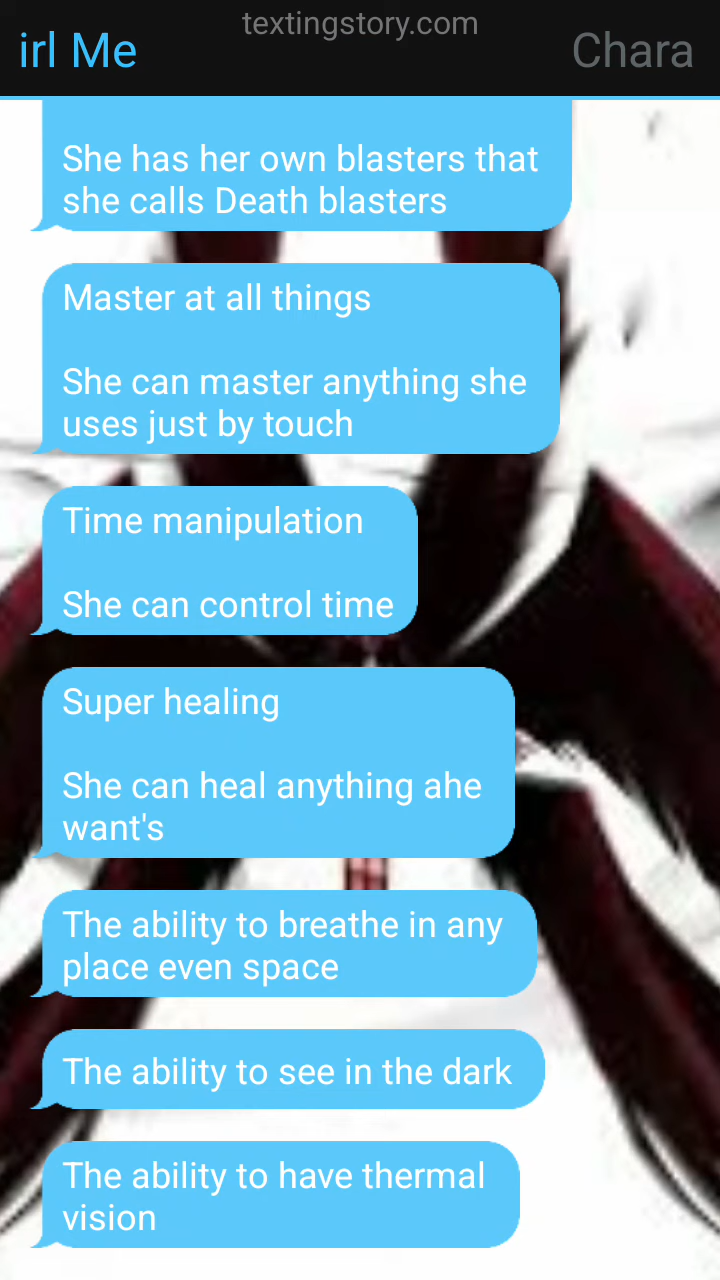 textingstory.com
irl Me
Chara
She has her own blasters that
she calls Death blasters
Master at all things
She can master anything she
uses just by touch
Time manipulation
She can control time
Super healing
She can heal anything ahe
want's
The ability to breathe in any
place even space
The ability to see in the dark
The ability to have thermal
vision